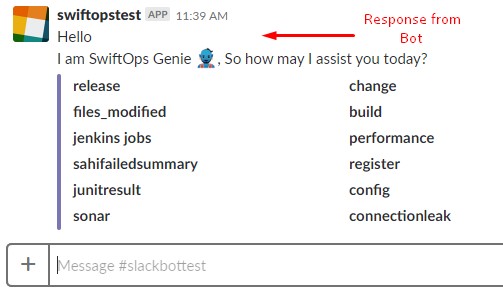 swiftopstest APP 11:39 AM
Hello
I am SwiftOps Genie 🧞‍♂️, So how may I assist you today?
Response from
Bot
release change
files_modified build
jenkins jobs performance
sahifailedsummary register
junitresult config
sonar connectionleak
+ Message #slackbottest